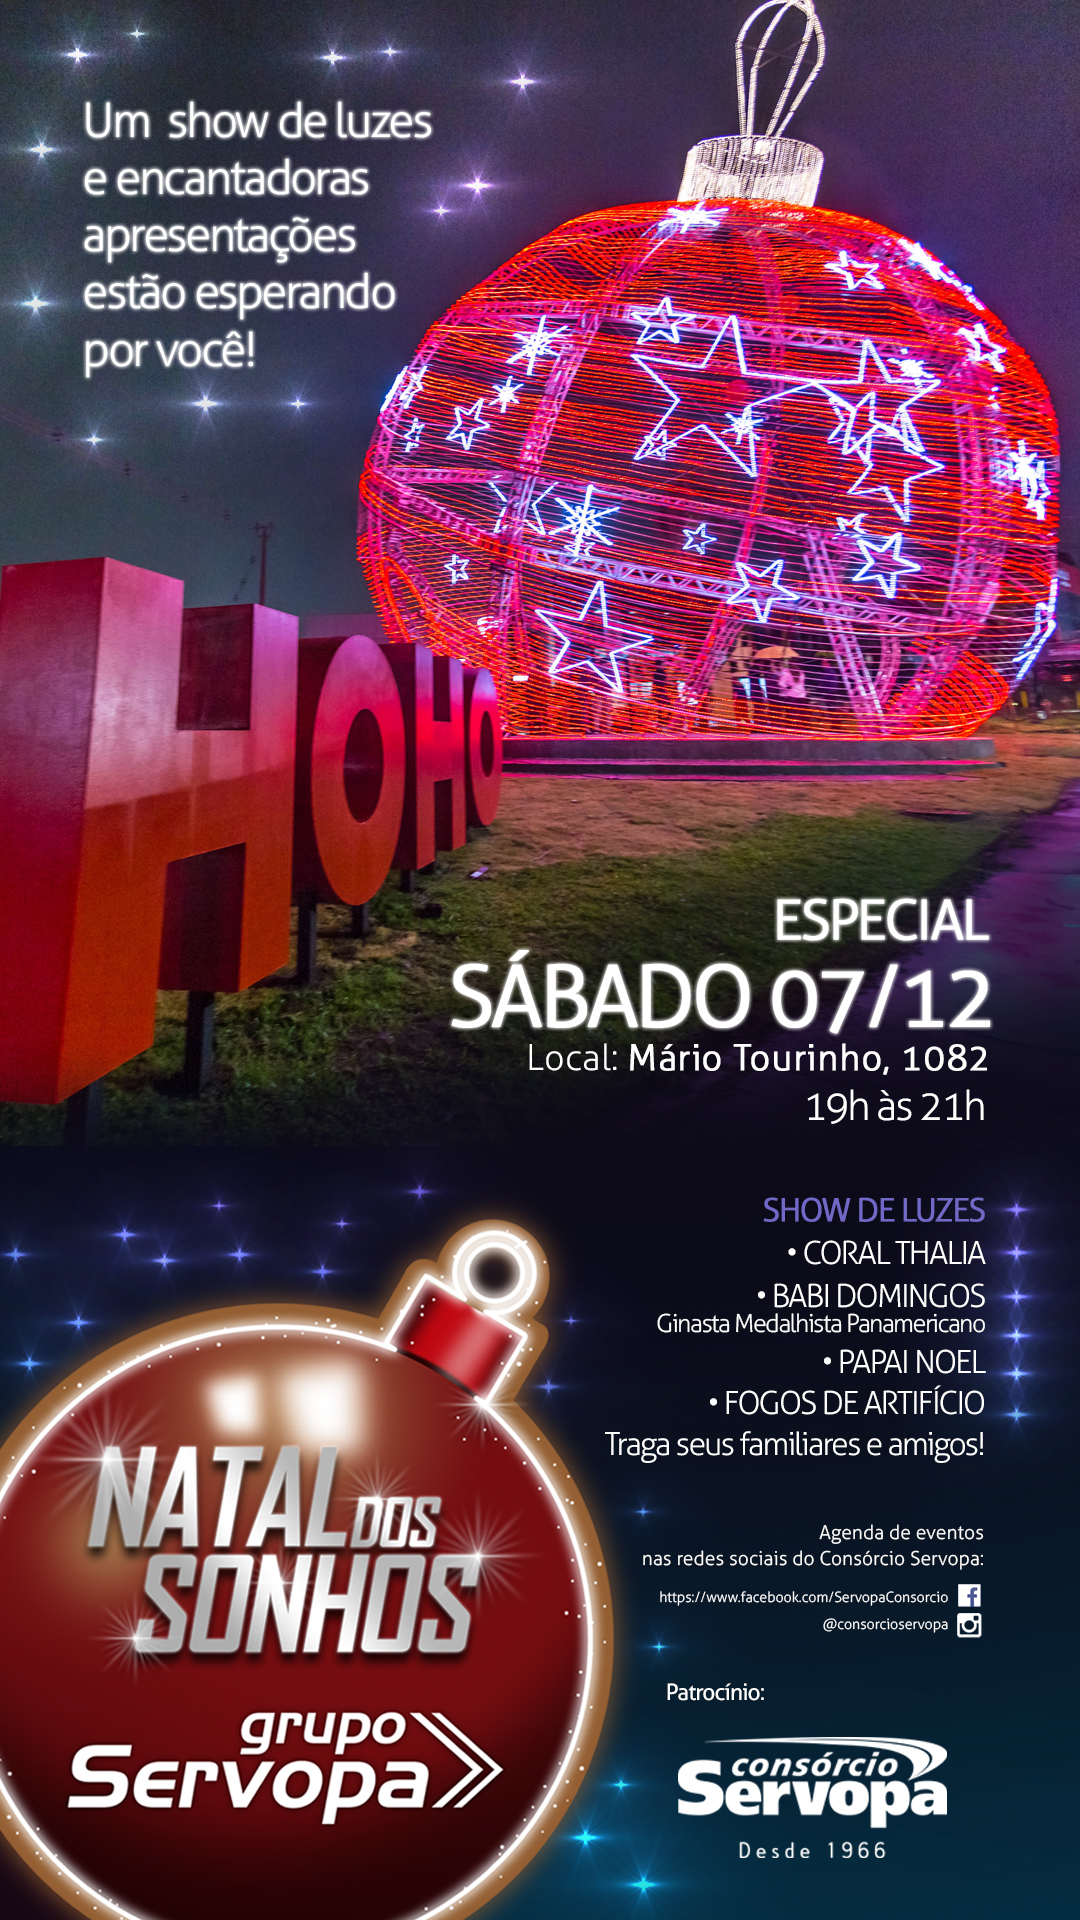 Um show de luzes
e encantadoras
apresentações
estão esperando
por você!
HOHO
ESPECIAL
SÁBADO 07/12
Local: Mário Tourinho, 1082
19h às 21h
SHOW DE LUZES
• CORAL THALIA
• BABI DOMINGOS
Ginasta Medalhista Panamericano
• PAPAI NOEL
• FOGOS DE ARTIFÍCIO
Traga seus familiares e amigos!
NATAL DOS
SONHOS
grupo
Servopa
Agenda de eventos
nas redes sociais do Consórcio Servopa:
https://www.facebook.com/ServopaConsorcio
@consorcioservopa
Patrocínio:
consórcio
Servopa
Desde 1966